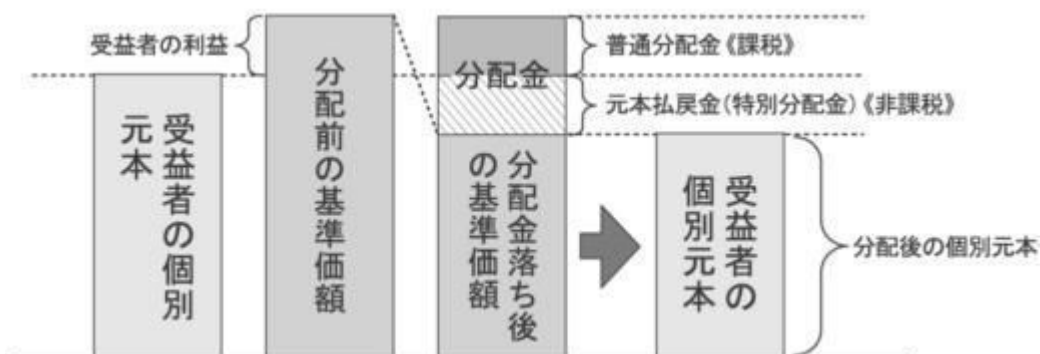 受益者の利益
受益者の個別
元本
分配前の基準価額
分配金
分配金落ち後
の基準価額
普通分配金《課税》
元本払戻金(特別分配金)《非課税》
受益者の
個別元本
分配後の個別元本